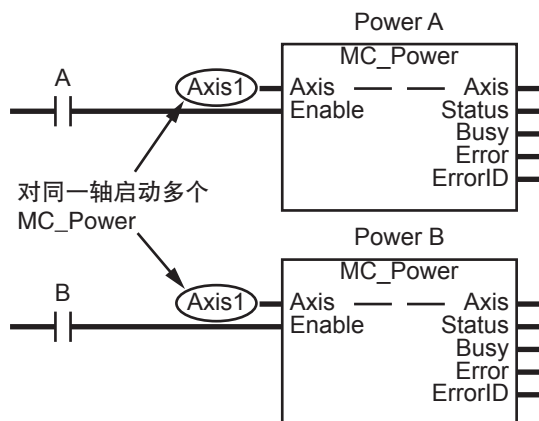 Power A
MC_Power
A
Axis1
Axis
Axis
Enable
Status
Busy
Error
ErrorID
对同一轴启动多个
MC_Power
Power B
MC_Power
B
Axis1
Axis
Axis
Enable
Status
Busy
Error
ErrorID